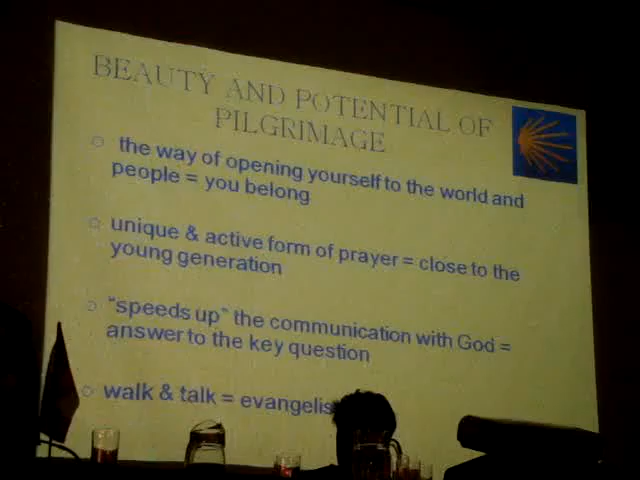 BEAUTY AND POTENTIAL OF
PILGRIMAGE
the way of opening yourself to the world and
people = you belong
unique & active form of prayer = close to the
young generation
"speeds up" the communication with God =
answer to the key question
walk & talk = evangelis